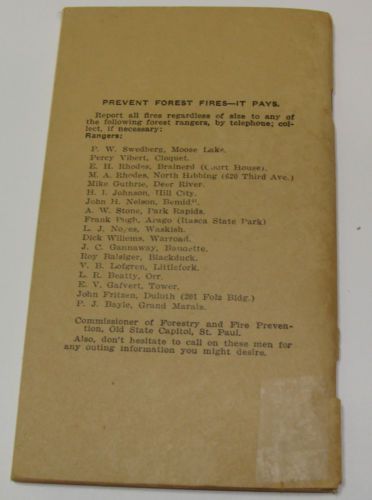 PREVENT FOREST FIRES—IT PAYS.
Report all fires regardless of size to any of
the following forest rangers, by telephone; col-
lect, if necessary:
Rangers:
P. W. Swedberg, Moose Lake.
Percy Vibert, Cloquet.
E. H. Rhodes, Brainerd (Court House).
M. A. Rhodes, North Hibbing (620 Third Ave.)
Mike Guthrie, Deer River.
H. I. Johnson, Hill City.
John H. Nelson, Bemidji.
A. W. Stone, Park Rapids.
Frank Pugh, Arago (Itasca State Park)
L. J. Noyes, Waskish.
Dick Willems, Warroad.
J. C. Gannaway, Baudette.
Roy Balsiger, Blackduck.
V. B. Lofgren, Littlefork.
L. R. Beatty, Orr.
E. V. Gafvert, Tower.
John Fritzen, Duluth (201 Folz Bldg.)
P. J. Bayle, Grand Marais.
Commissioner of Forestry and Fire Preven-
tion, Old State Capitol, St. Paul.
Also, don't hesitate to call on these men for
any outing information you might desire.